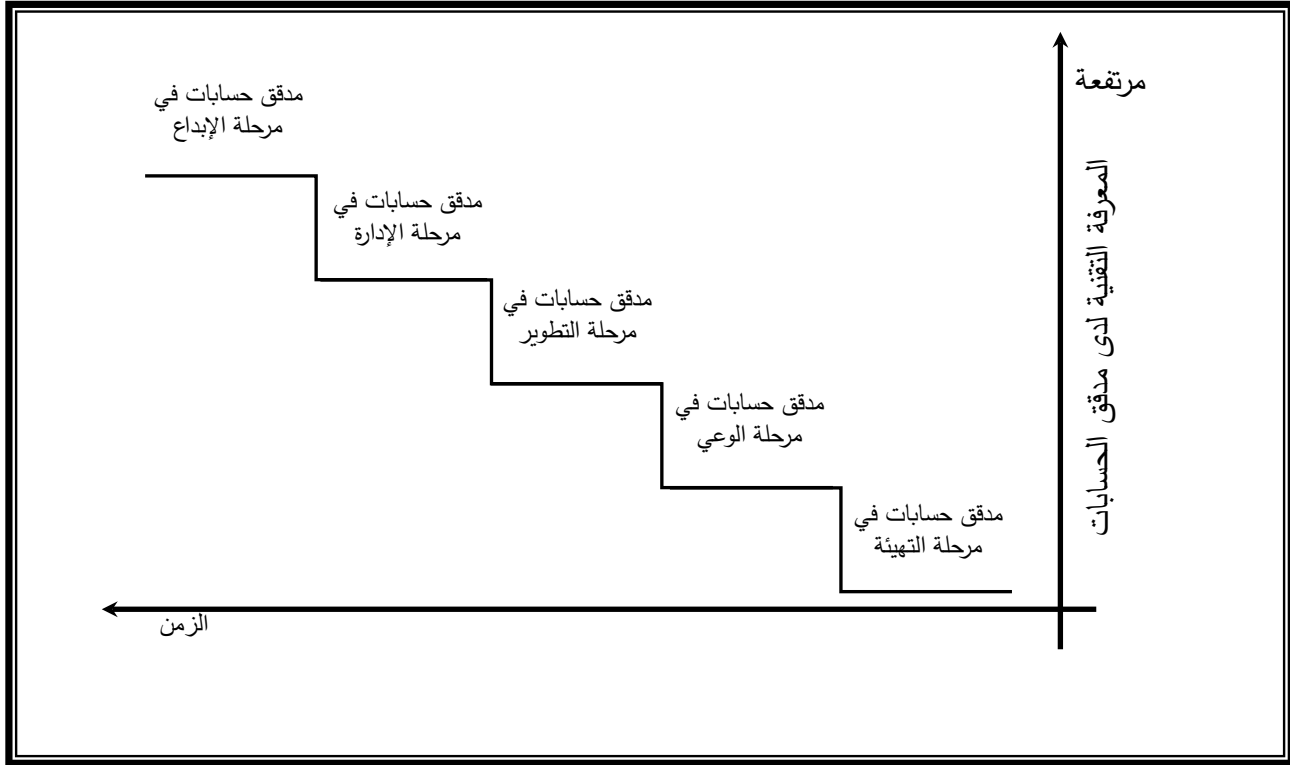 مرتفعة
المعرفة التقنية لدى مدقق الحسابات
مدقق حسابات في
مرحلة الإبداع
مدقق حسابات في
مرحلة الإدارة
مدقق حسابات في
مرحلة التطوير
مدقق حسابات في
مرحلة الوعي
مدقق حسابات في
مرحلة التهيئة
الزمن